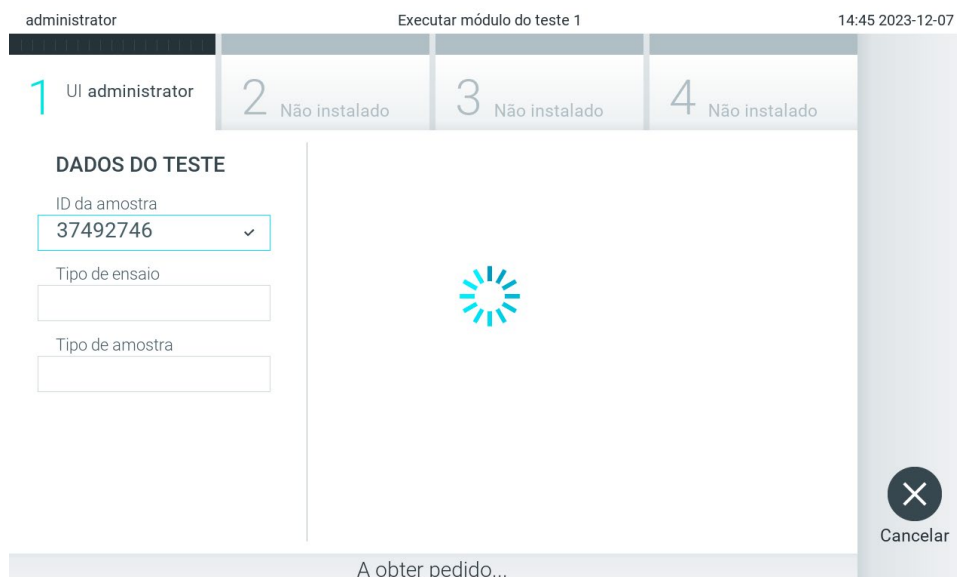 administrator Executar módulo do teste 1 14:45 2023-12-07
1 UI administrator 2 Não instalado 3 Não instalado 4 Não instalado
DADOS DO TESTE
ID da amostra
37492746
Tipo de ensaio
Tipo de amostra
Cancelar
A obter pedido...